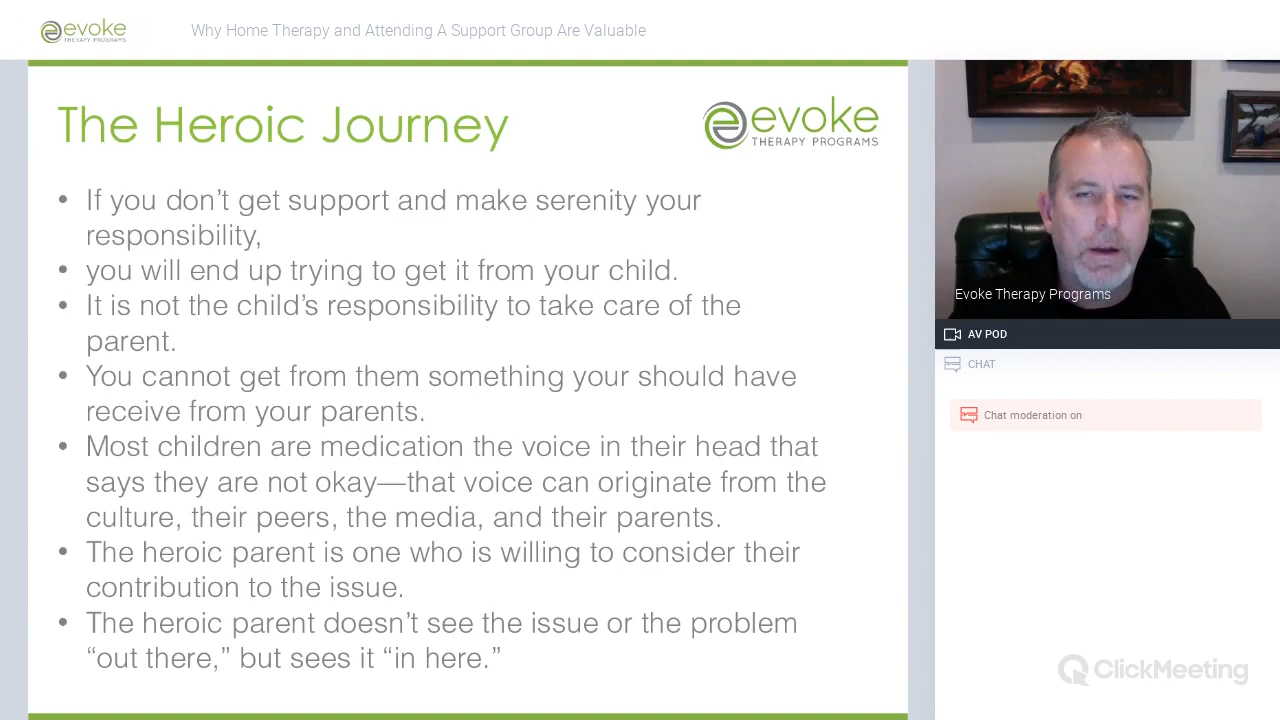 evoke
THERAPY PROGRAMS
Why Home Therapy and Attending A Support Group Are Valuable
The Heroic Journey
evoke
THERAPY PROGRAMS
• If you don’t get support and make serenity your
responsibility,
• you will end up trying to get it from your child.
• It is not the child’s responsibility to take care of the
parent.
• You cannot get from them something your should have
receive from your parents.
• Most children are medication the voice in their head that
says they are not okay—that voice can originate from the
culture, their peers, the media, and their parents.
• The heroic parent is one who is willing to consider their
contribution to the issue.
• The heroic parent doesn’t see the issue or the problem
“out there,” but sees it “in here.”
Evoke Therapy Programs
AV POD
CHAT
Chat moderation on
ClickMeeting